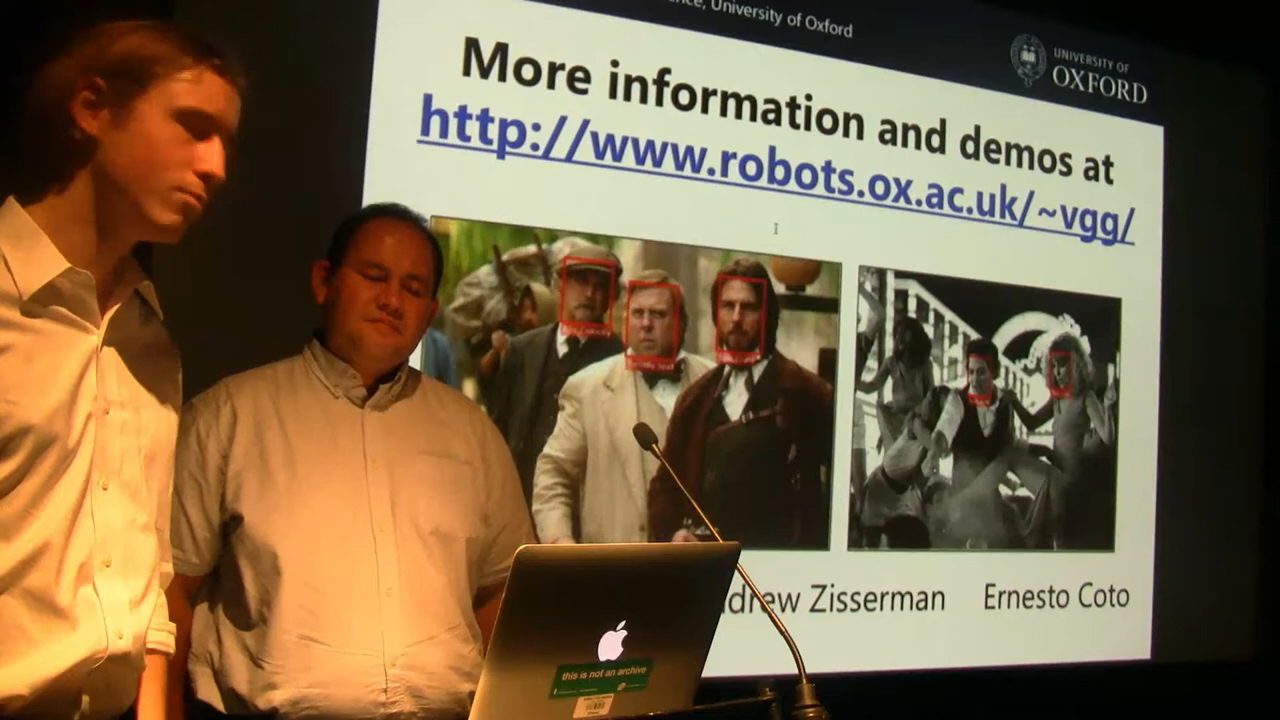 nce, University of Oxford
UNIVERSITY OF
OXFORD
More information and demos at
http://www.robots.ox.ac.uk/~vgg/
drew Zisserman
Ernesto Coto
this is not an archive